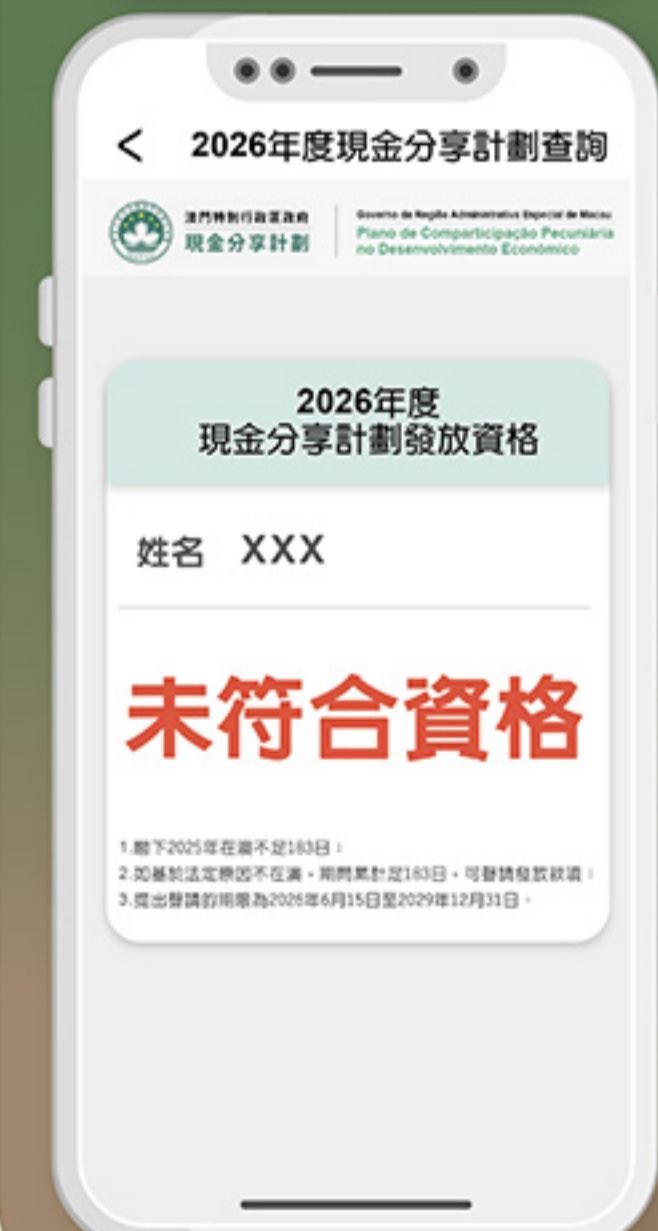 2026年度現金分享計劃查詢
澳門特別行政區政府
現金分享計劃
Governo da Região Administrativa Especial de Macau
Plano de Comparticipação Pecuniária
no Desenvolvimento Económico
2026年度
現金分享計劃發放資格
姓名 XXX
未符合資格
1.閣下2025年在澳不足183日；
2.如基於法定原因不在澳，期間累計足183日，可聲請發放款項；
3.提出聲請的期限為2026年6月15日至2029年12月31日。